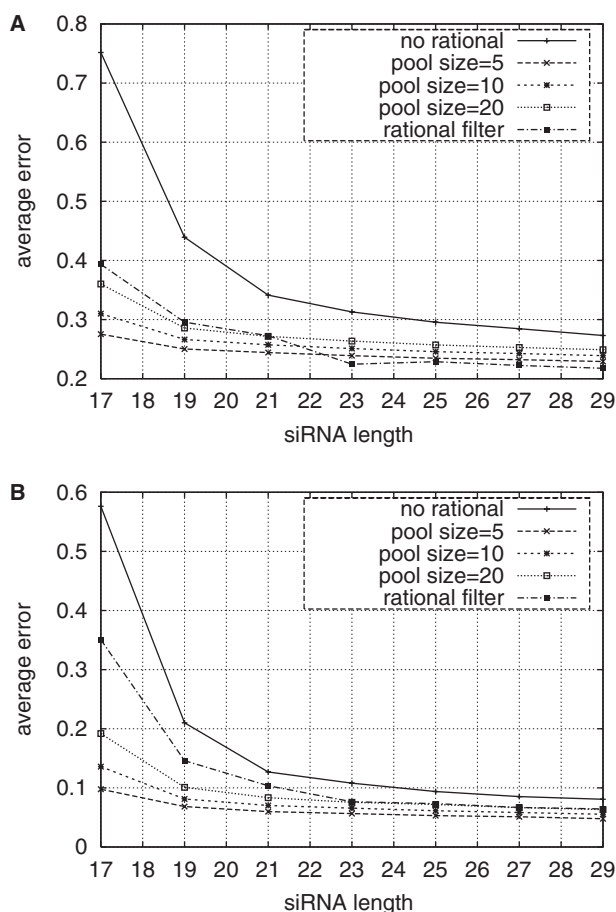 A
0.8
0.7
0.6
0.5
0.4
0.3
0.2
average error
no rational
pool size=5
pool size=10
pool size=20
rational filter
17 18 19 20 21 22 23 24 25 26 27 28 29
siRNA length
B
0.6
0.5
0.4
0.3
0.2
0.1
0
average error
no rational
pool size=5
pool size=10
pool size=20
rational filter
17 18 19 20 21 22 23 24 25 26 27 28 29
siRNA length